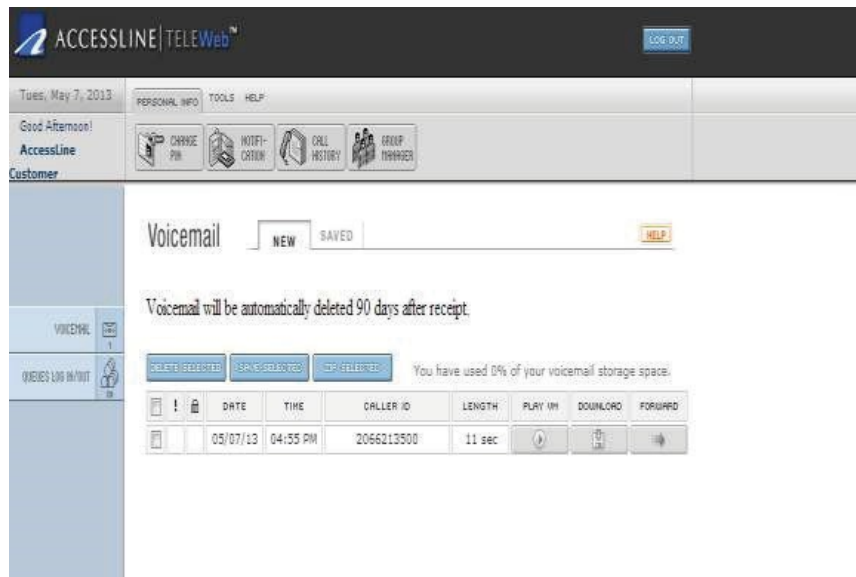 ACCESSLINE TELEWeb™
LOG OUT
Tues, May 7, 2013
PERSONAL INFO TOOLS HELP
Good Afternoon!
AccessLine
Customer
CHANGE PIN
NOTIFI-CATION
CALL HISTORY
GROUP MANAGER
Voicemail NEW SAVED HELP
Voicemail will be automatically deleted 90 days after receipt.
VOICEMAIL
1
QUEUES LOG IN/OUT
DELETE SELECTED SAVE SELECTED ZIP SELECTED You have used 0% of your voicemail storage space.
! DATE TIME CALLER ID LENGTH PLAY VM DOWNLOAD FORWARD
05/07/13 04:55 PM 2066213500 11 sec